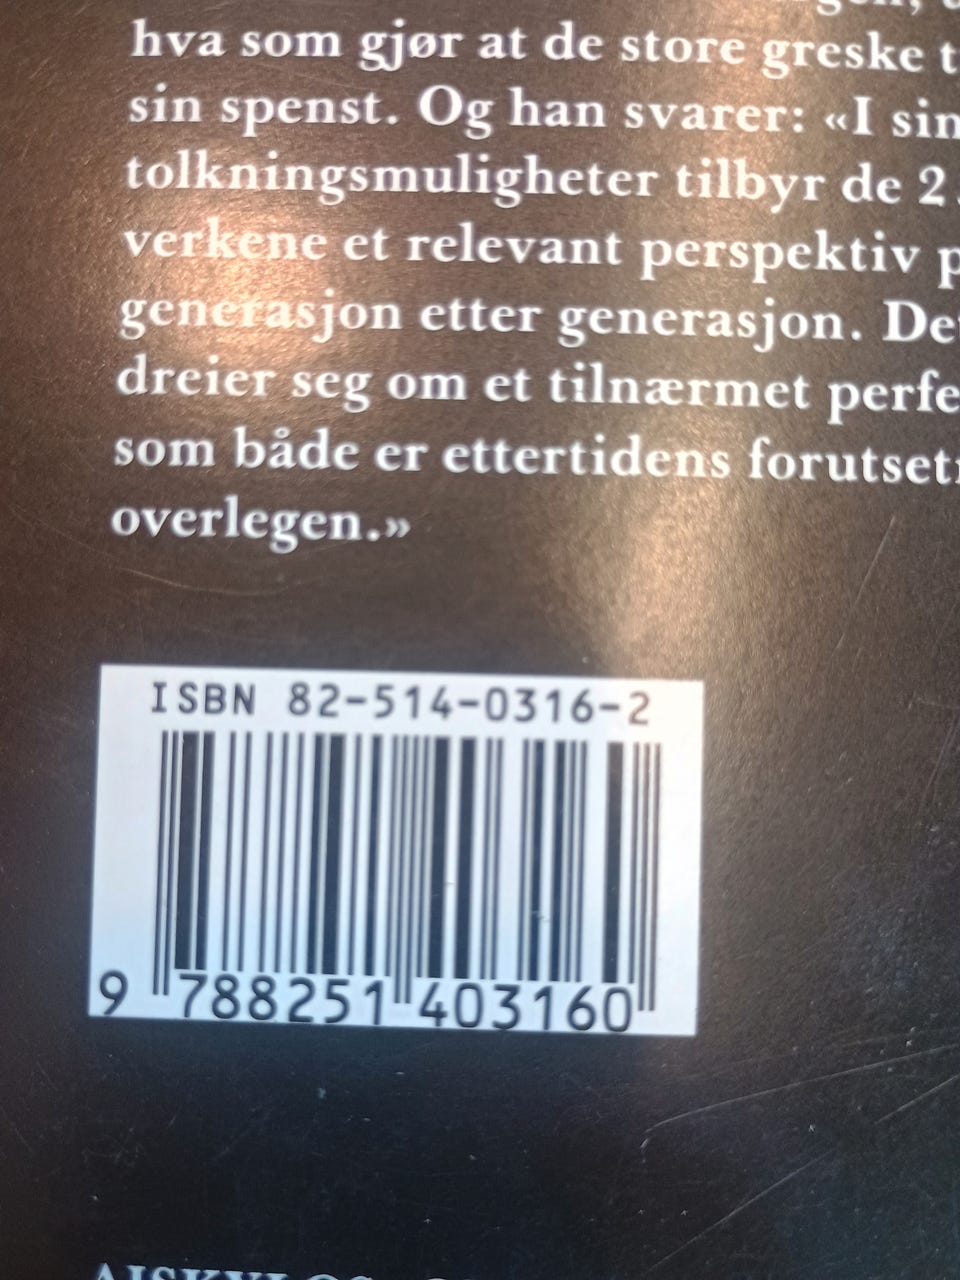 hva som gjør at de store greske
sin spenst. Og han svarer: «I
tolkningsmuligheter tilbyr de 2
verkene et relevant perspektiv
generasjon etter generasjon.
dreier seg om et tilnærmet
som både er ettertidens
overlegen.»
ISBN 82-514-0316-2
9 788251 403160